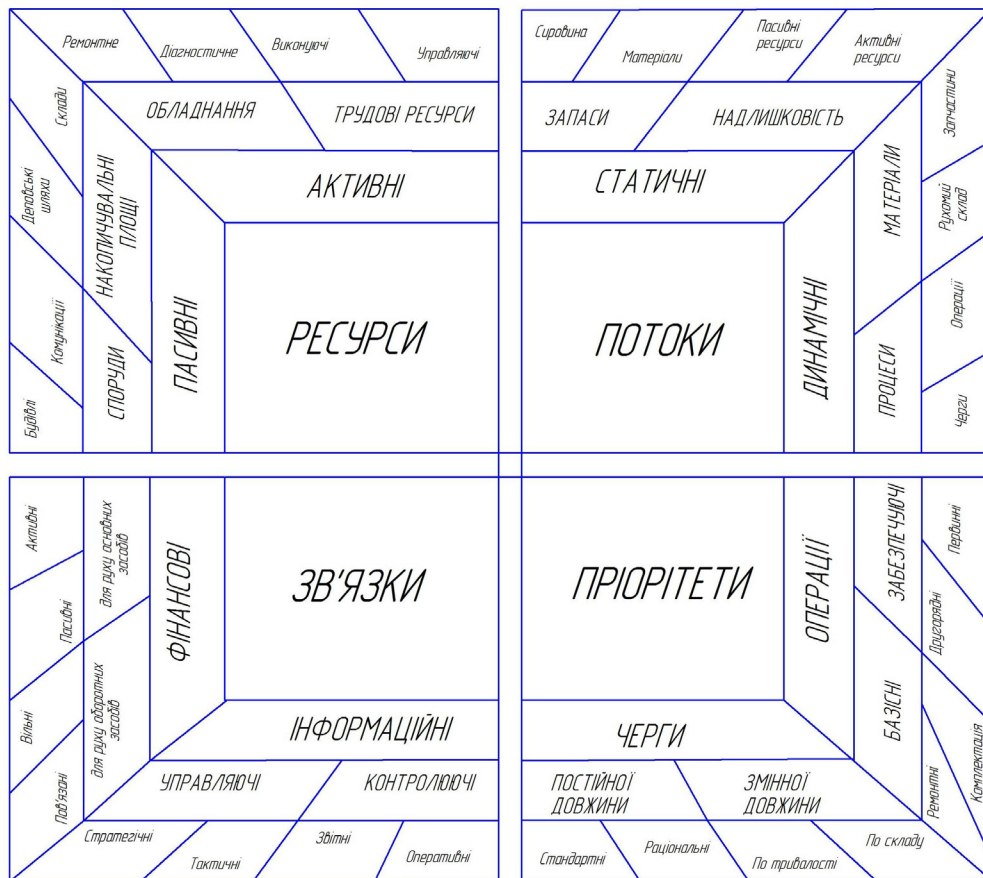 Ремонтне
Діагностичне
Виконуючі
Управляючі
ОБЛАДНАННЯ
ТРУДОВІ РЕСУРСИ
АКТИВНІ
Склади
Деповські
шляхи
Комунікації
Будівлі
НАКОПИЧУВАЛЬНІ
ПЛОЩІ
СПОРУДИ
ПАСИВНІ
РЕСУРСИ
Сировина
Матеріали
Пасивні
ресурси
Активні
ресурси
ЗАПАСИ
НАДЛИШКОВІСТЬ
СТАТИЧНІ
ПОТОКИ
ДИНАМІЧНІ
МАТЕРІАЛИ
ПРОЦЕСИ
Запчастини
Рухомий
склад
Операції
Черги
Активні
Пасивні
Вільні
Пов'язані
для руху основних
засобів
для руху оборотних
засобів
ФІНАНСОВІ
ЗВ'ЯЗКИ
ІНФОРМАЦІЙНІ
УПРАВЛЯЮЧІ
КОНТРОЛЮЮЧІ
Стратегічні
Тактичні
Звітні
Оперативні
ПРІОРІТЕТИ
ОПЕРАЦІЇ
ЗАБЕЗПЕЧУЮЧІ
БАЗІСНІ
Первинні
Другарядні
Ремонтні
Комплектація
ЧЕРГИ
ПОСТІЙНОЇ
ДОВЖИНИ
ЗМІННОЇ
ДОВЖИНИ
Стандартні
Раціональні
По тривалості
По складу